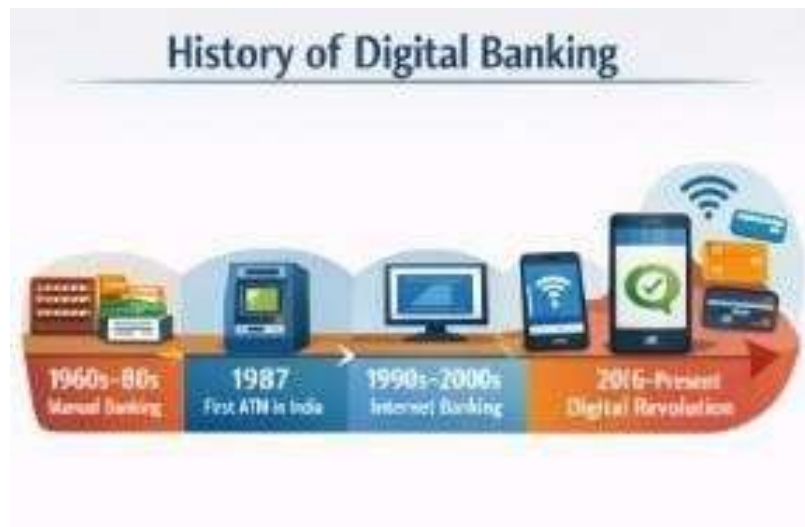 History of Digital Banking
1960s-80s
Manual Banking
1987
First ATM in India
1990s-2000s
Internet Banking
2016-Present
Digital Revolution